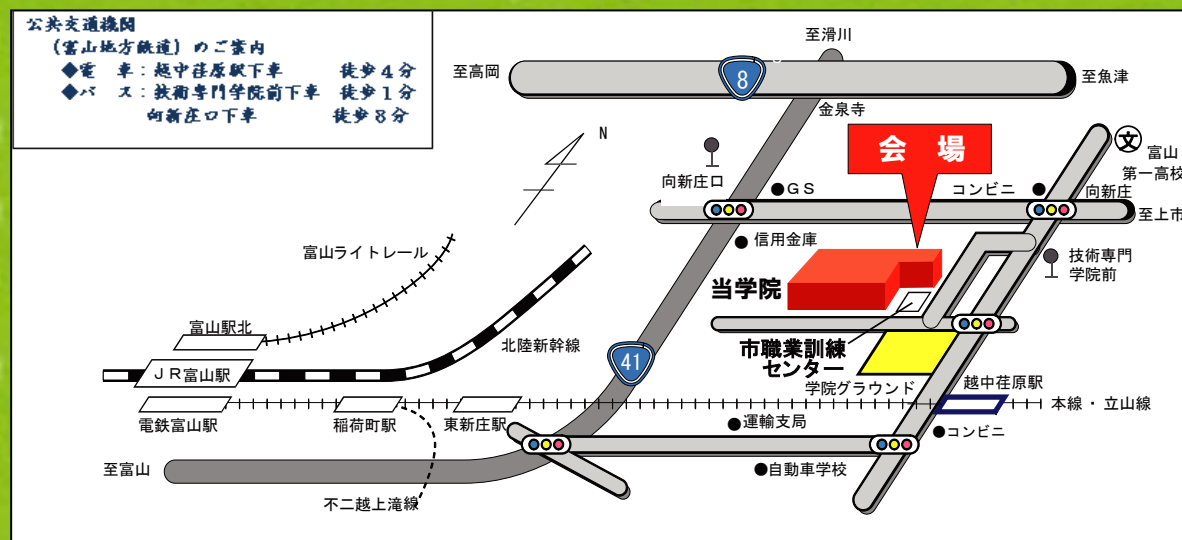 公共交通機関
(富山地方鉄道)のご案内
◆電　車:越中荏原駅下車　徒歩4分
◆バ　ス:技術専門学院前下車　徒歩1分
向新庄口下車　徒歩8分
至滑川
至高岡
8
至魚津
金泉寺
N
会場
文
富山
第一高校
向新庄口
●GS
コンビニ
向新庄
至上市
信用金庫
富山ライトレール
技術専門
学院前
当学院
富山駅北
北陸新幹線
市職業訓練
センター
41
JR富山駅
学院グラウンド
越中荏原駅
本線・立山線
電鉄富山駅
稲荷町駅
東新庄駅
●運輸支局
●コンビニ
至富山
●自動車学校
不二越上滝線